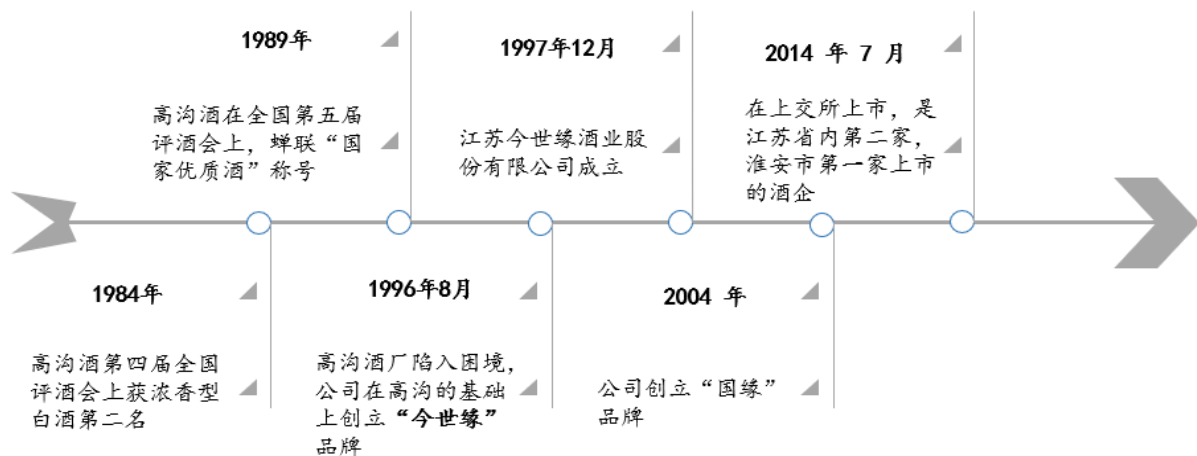 1989年
高沟酒在全国第五届
评酒会上，蝉联“国
家优质酒”称号
1997年12月
江苏今世缘酒业股
份有限公司成立
2014 年 7 月
在上交所上市，是
江苏省内第二家，
淮安市第一家上市
的酒企
1984年
高沟酒第四届全国
评酒会上获浓香型
白酒第二名
1996年8月
高沟酒厂陷入困境，
公司在高沟的基础
上创立“今世缘”
品牌
2004 年
公司创立“国缘”
品牌